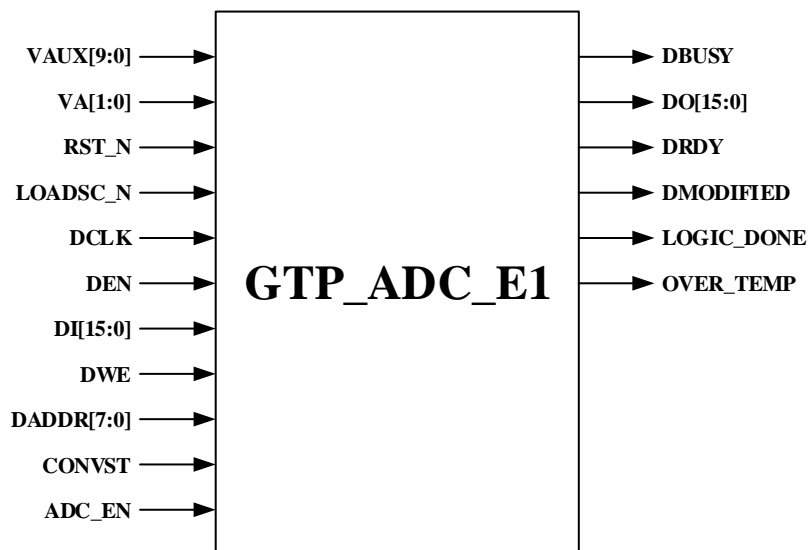 VAUX[9:0]
VA[1:0]
RST_N
LOADSC_N
DCLK
DEN
DI[15:0]
DWE
DADDR[7:0]
CONVST
ADC_EN
GTP_ADC_E1
DBUSY
DO[15:0]
DRDY
DMODIFIED
LOGIC_DONE
OVER_TEMP